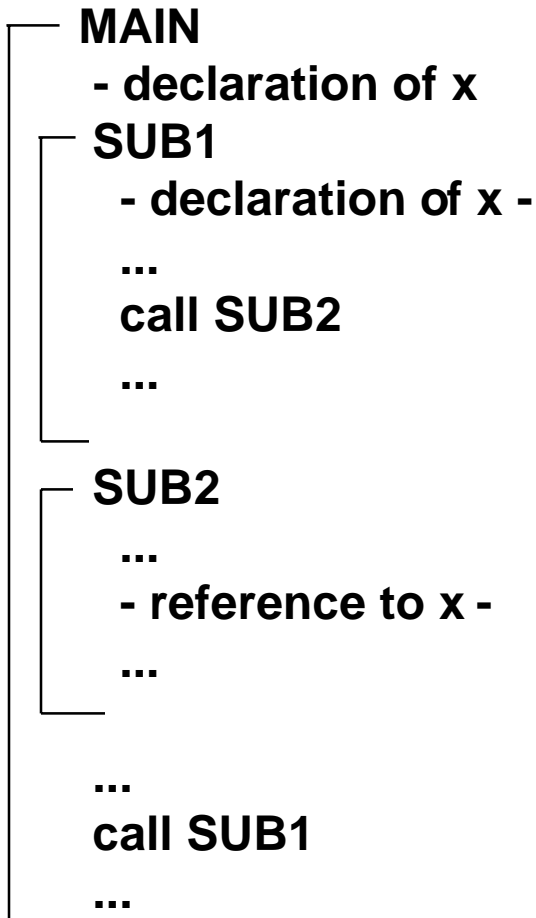 MAIN
- declaration of x
SUB1
- declaration of x -
...
call SUB2
...
SUB2
...
- reference to x -
...
...
call SUB1
...